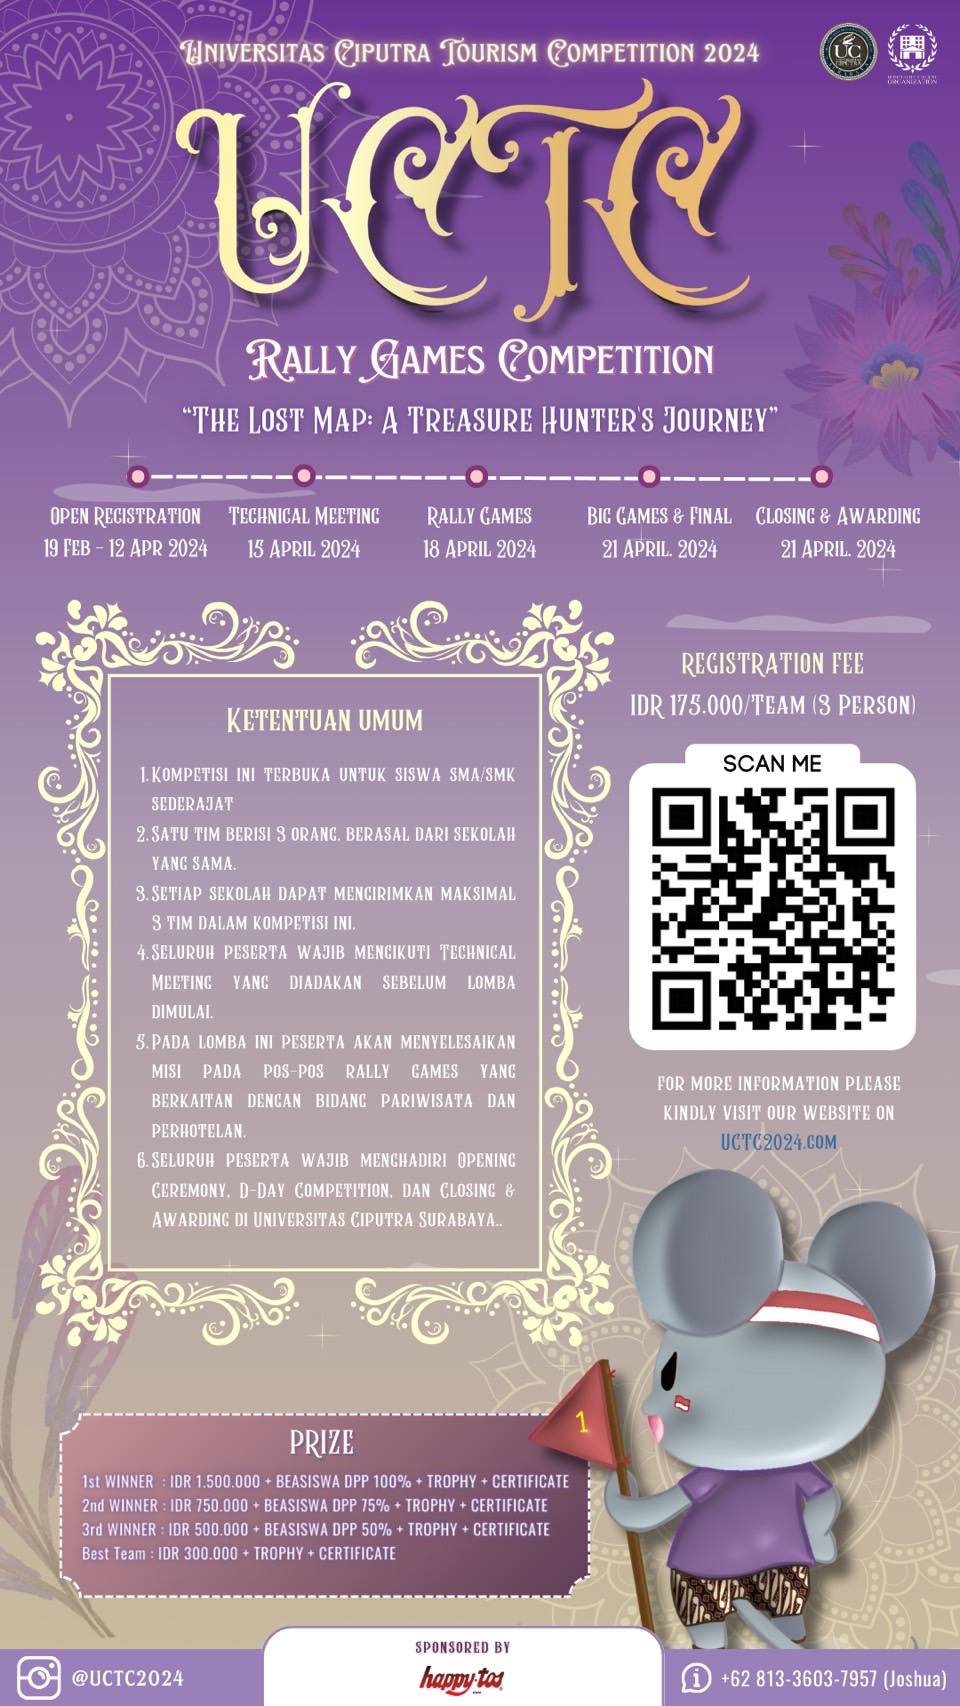 Universitas Ciputra Tourism Competition 2024
UC
ORGANIZATION
UCTC
Rally Games Competition
“The Lost Map: A Treasure Hunter's Journey”
Open Registration
19 Feb - 12 Apr 2024
Technical Meeting
15 April 2024
Rally Games
18 April 2024
Big Games & Final
21 April. 2024
Closing & Awarding
21 April. 2024
Ketentuan umum
1. Kompetisi ini terbuka untuk siswa SMA/SMK
sederajat
2. Satu tim berisi 3 orang. berasal dari sekolah
yang sama.
3. Setiap sekolah dapat mengirimkan maksimal
3 tim dalam kompetisi ini.
4. Seluruh peserta wajib mengikuti Technical
Meeting yang diadakan sebelum lomba
dimulai.
5. Pada lomba ini peserta akan menyelesaikan
misi pada pos-pos rally games yang
berkaitan dengan bidang pariwisata dan
perhotelan.
6. Seluruh peserta wajib menghadiri Opening
Ceremony, D-Day Competition, dan Closing &
Awarding di Universitas Ciputra Surabaya..
Registration fee
IDR 175.000/Team (3 Person)
SCAN ME
for more information please
kindly visit our website on
uctc2024.com
1
Prize
1st WINNER : IDR 1.500.000 + BEASISWA DPP 100% + TROPHY + CERTIFICATE
2nd WINNER : IDR 750.000 + BEASISWA DPP 75% + TROPHY + CERTIFICATE
3rd WINNER : IDR 500.000 + BEASISWA DPP 50% + TROPHY + CERTIFICATE
Best Team : IDR 300.000 + TROPHY + CERTIFICATE
Sponsored by
happy tos
@UCTC2024
+62 813-3603-7957 (Joshua)